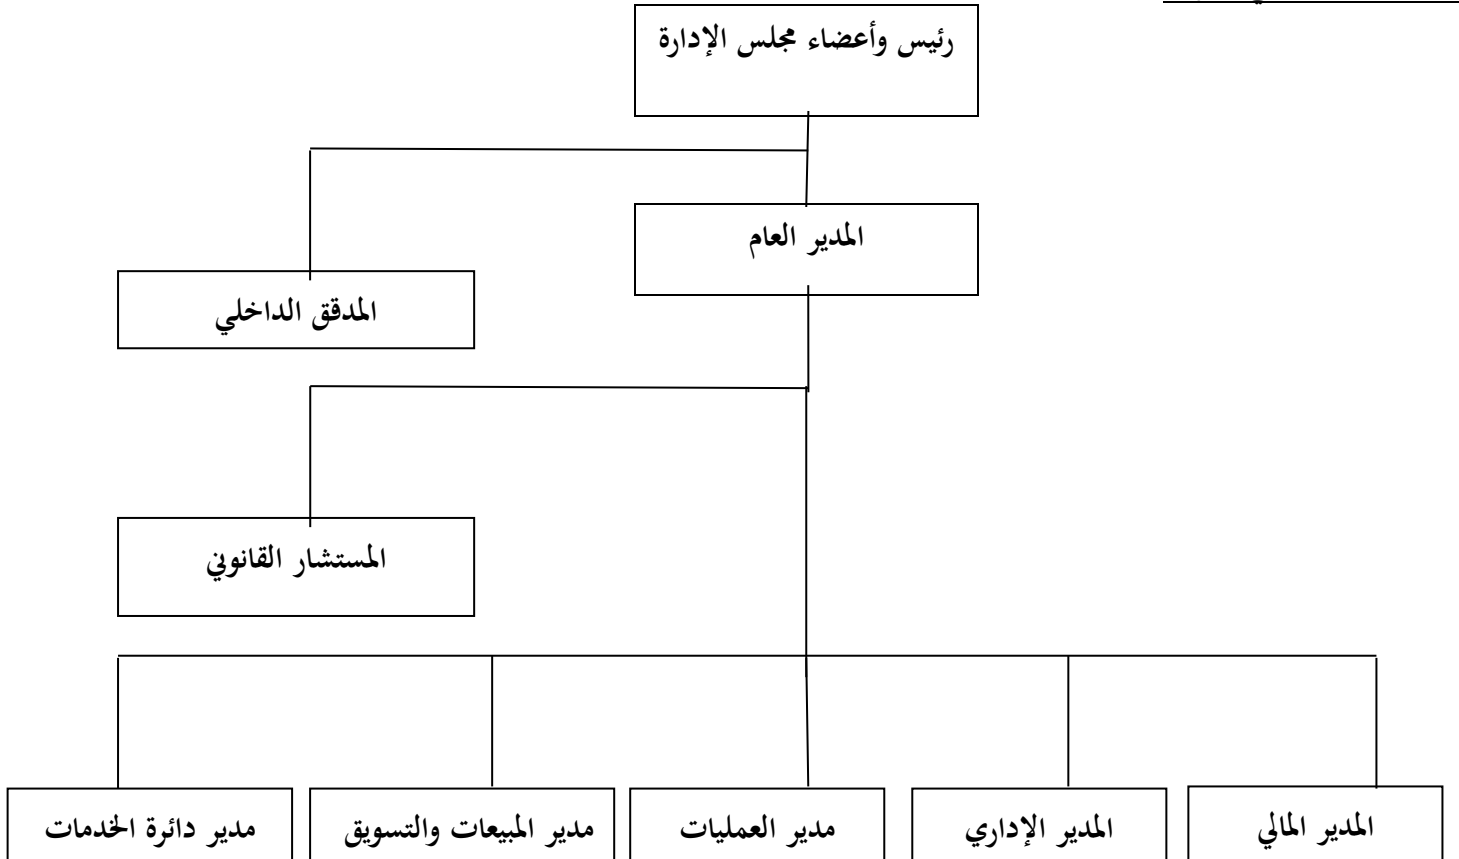 رئيس وأعضاء مجلس الإدارة
المدير العام
المدقق الداخلي
المستشار القانوني
المدير المالي
المدير الإداري
مدير العمليات
مدير المبيعات والتسويق
مدير دائرة الخدمات